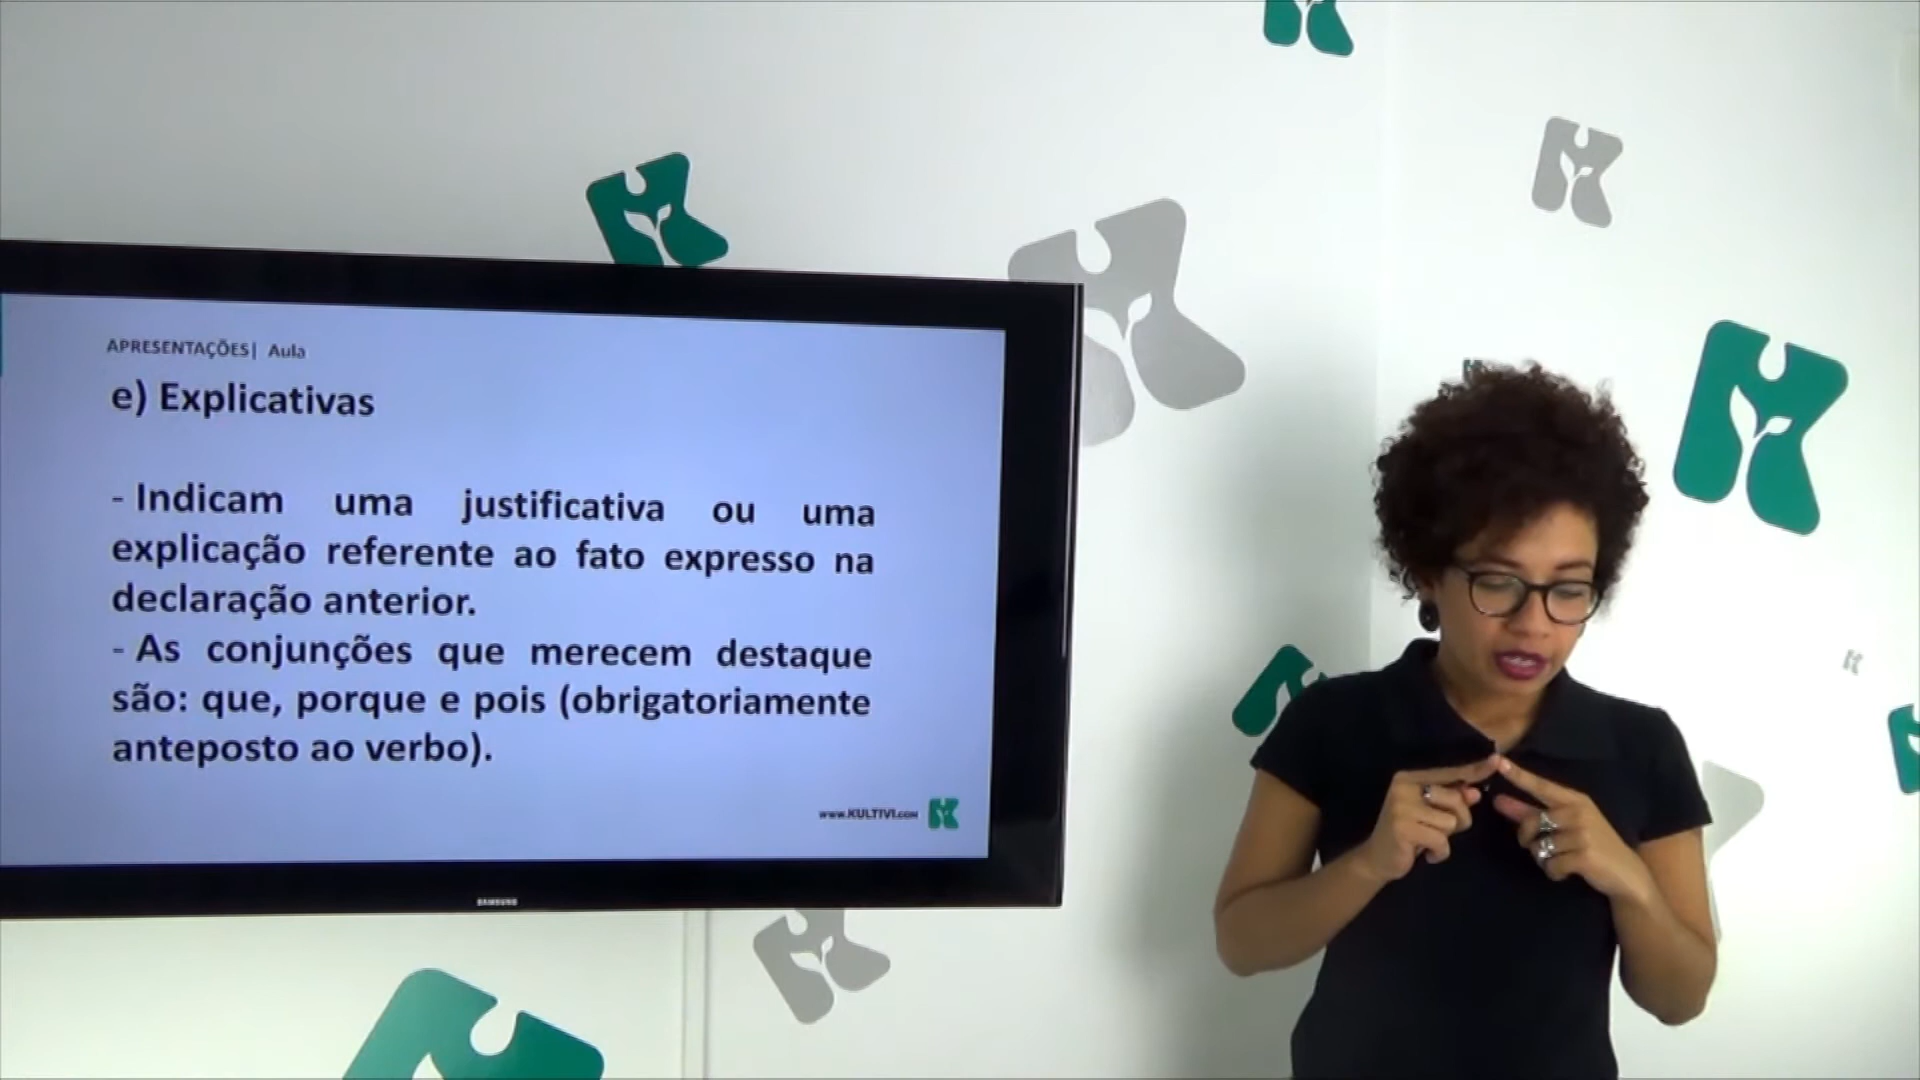 APRESENTAÇÕES| Aula
e) Explicativas
- Indicam uma justificativa ou uma
explicação referente ao fato expresso na
declaração anterior.
- As conjunções que merecem destaque
são: que, porque e pois (obrigatoriamente
anteposto ao verbo).
www.KULTIVI.com
SAMSUNG